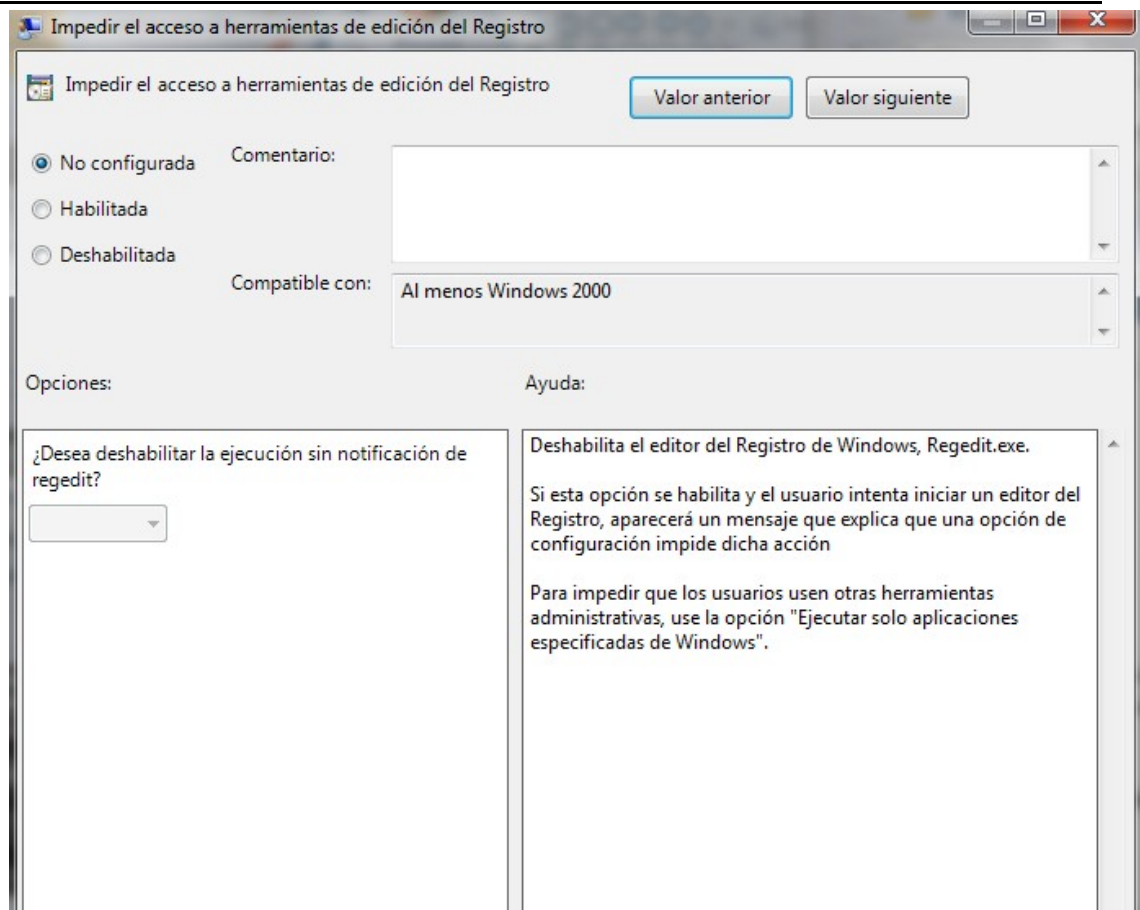 Impedir el acceso a herramientas de edición del Registro
Impedir el acceso a herramientas de edición del Registro
Valor anterior
Valor siguiente
No configurada
Habilitada
Deshabilitada
Comentario:
Compatible con:
Al menos Windows 2000
Opciones:
Ayuda:
¿Desea deshabilitar la ejecución sin notificación de
regedit?
Deshabilita el editor del Registro de Windows, Regedit.exe.
Si esta opción se habilita y el usuario intenta iniciar un editor del
Registro, aparecerá un mensaje que explica que una opción de
configuración impide dicha acción
Para impedir que los usuarios usen otras herramientas
administrativas, use la opción "Ejecutar solo aplicaciones
especificadas de Windows".